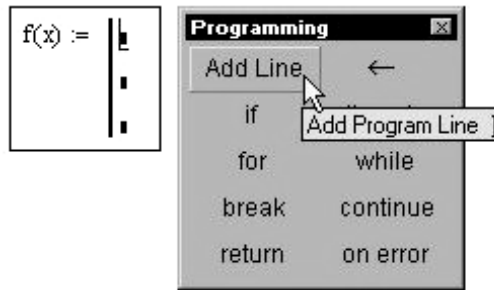 f(x) :=
Programming
Add Line ←
if
Add Program Line ]
for while
break continue
return on error